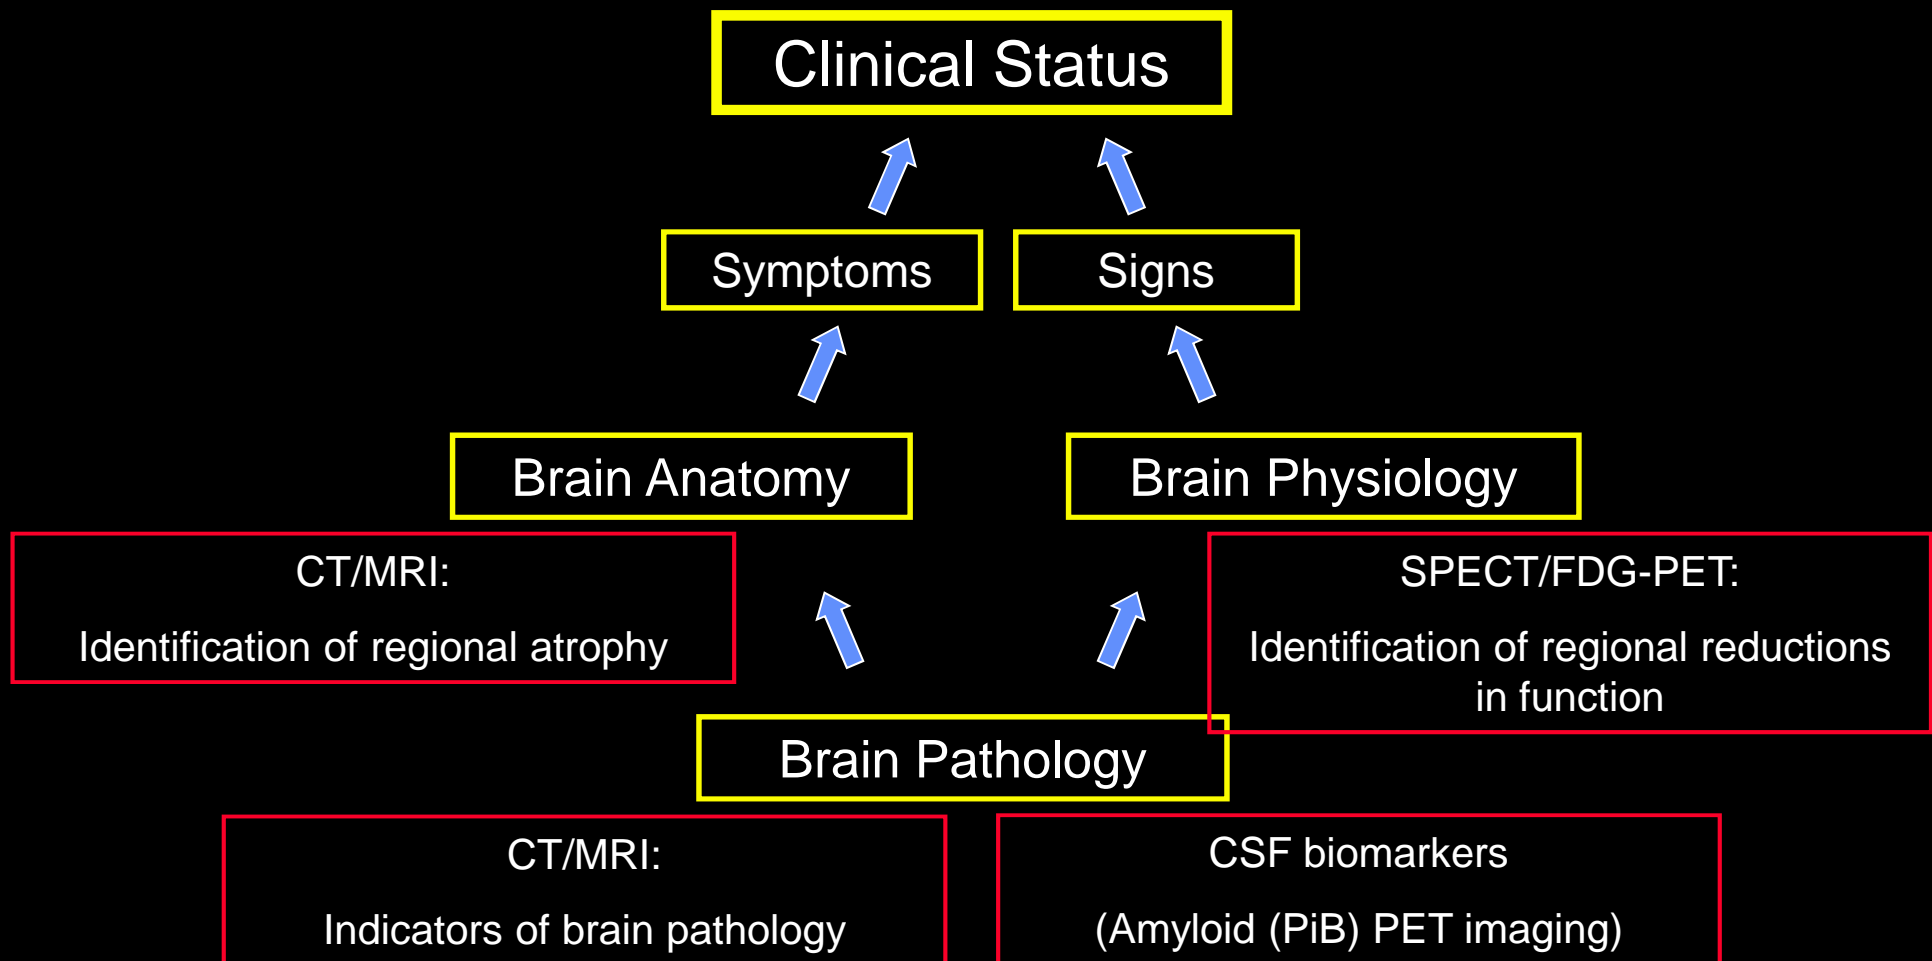 Clinical Status
Symptoms
Signs
Brain Anatomy
Brain Physiology
CT/MRI:
Identification of regional atrophy
SPECT/FDG-PET:
Identification of regional reductions
in function
Brain Pathology
CT/MRI:
Indicators of brain pathology
CSF biomarkers
(Amyloid (PiB) PET imaging)